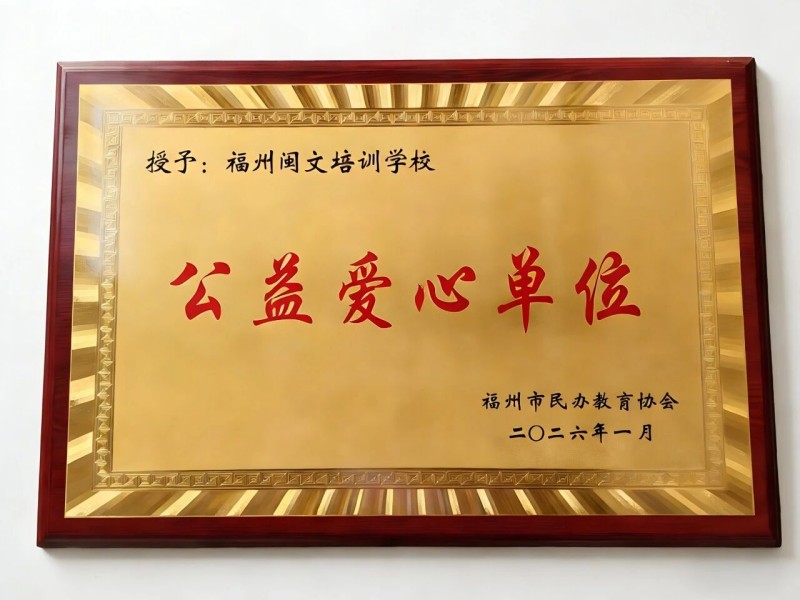 授予：福州闽文培训学校
公益爱心单位
福州市民办教育协会
二〇二六年一月